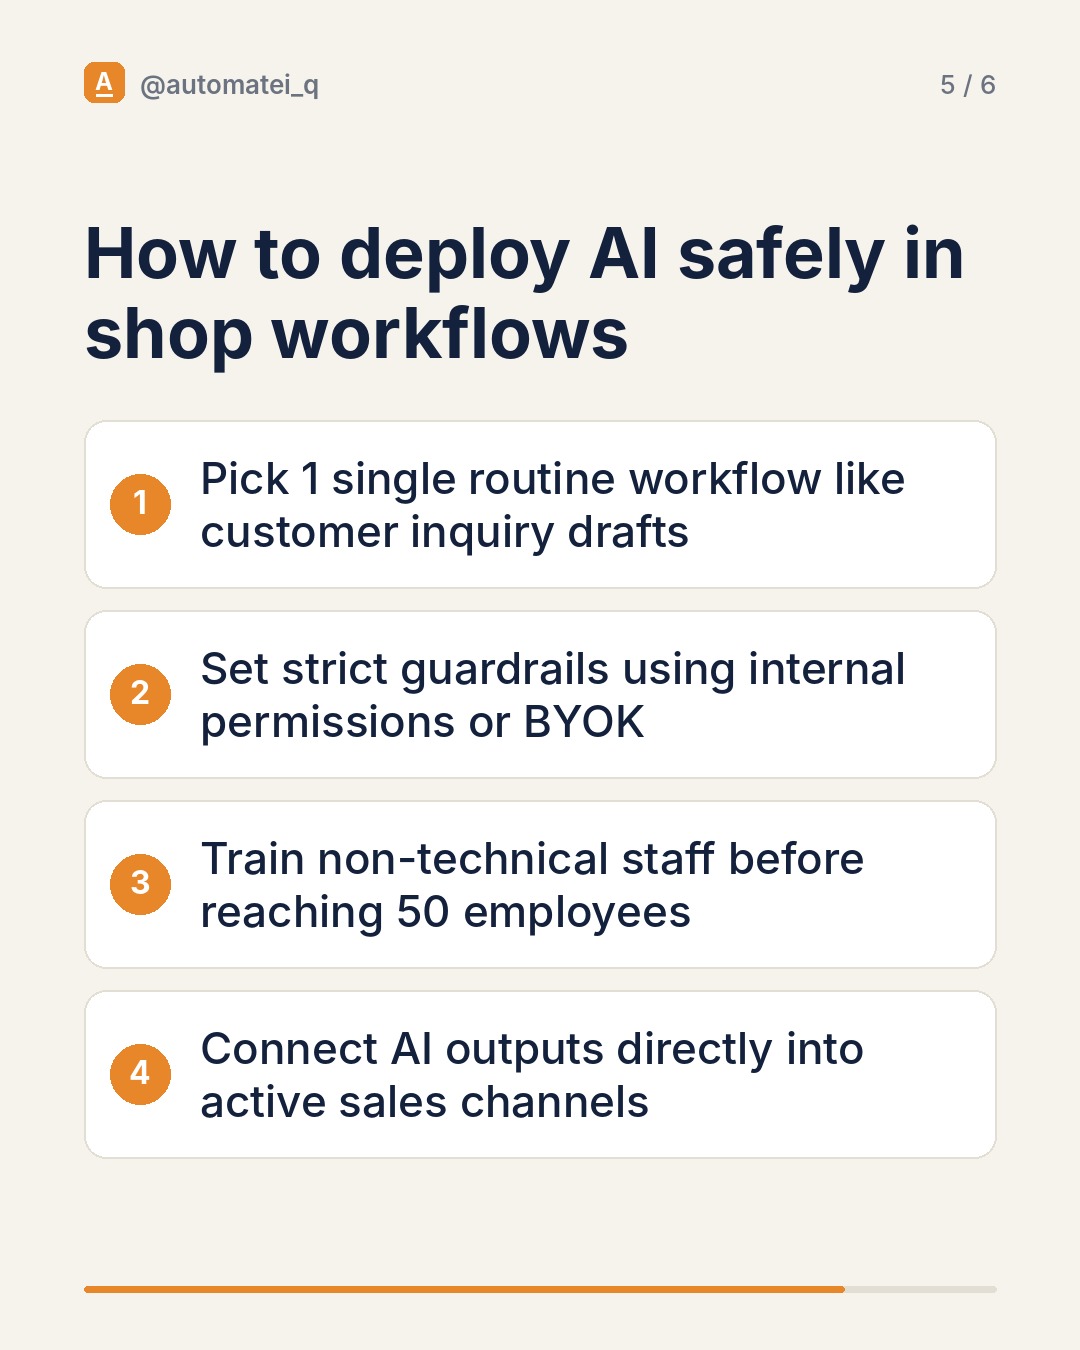 A
@automatei_q
5 / 6
How to deploy AI safely in
shop workflows
1
Pick 1 single routine workflow like
customer inquiry drafts
2
Set strict guardrails using internal
permissions or BYOK
3
Train non-technical staff before
reaching 50 employees
4
Connect AI outputs directly into
active sales channels